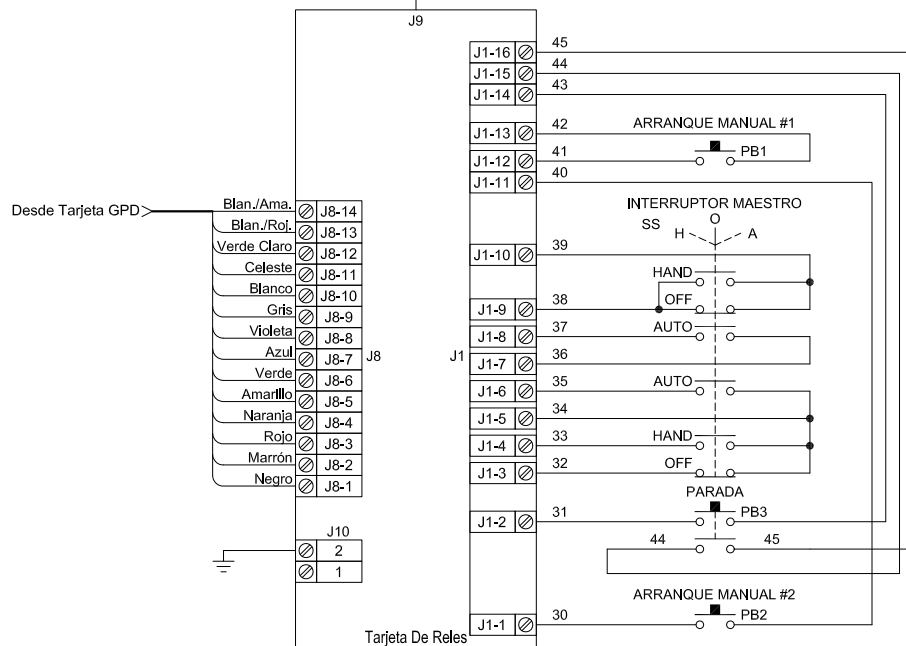 J9
J1-16 45
J1-15 44
J1-14 43
J1-13 42 ARRANQUE MANUAL #1
J1-12 41 PB1
J1-11 40
Desde Tarjeta GPD
Blan./Ama. J8-14
Blan./Roj. J8-13
Verde Claro J8-12
Celeste J8-11
Blanco J8-10
Gris J8-9
Violeta J8-8
Azul J8-7
Verde J8-6
Amarillo J8-5
Naranja J8-4
Rojo J8-3
Marrón J8-2
Negro J8-1
J8
J1
INTERRUPTOR MAESTRO
SS O
H A
J1-10 39
HAND
J1-9 38 OFF
J1-8 37 AUTO
J1-7 36
J1-6 35 AUTO
J1-5 34
J1-4 33 HAND
J1-3 32 OFF
PARADA
J1-2 31 PB3
44 45
J10
2
1
ARRANQUE MANUAL #2
J1-1 30 PB2
Tarjeta De Reles